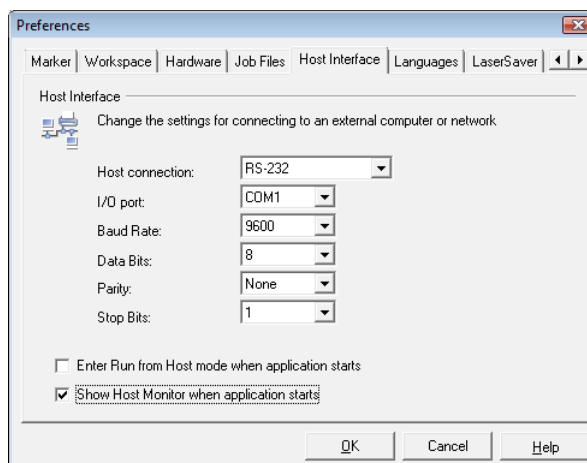 Preferences
Marker Workspace Hardware Job Files Host Interface Languages LaserSaver
Host Interface
Change the settings for connecting to an external computer or network
Host connection: RS-232
I/O port: COM1
Baud Rate: 9600
Data Bits: 8
Parity: None
Stop Bits: 1
Enter Run from Host mode when application starts
Show Host Monitor when application starts
OK Cancel Help